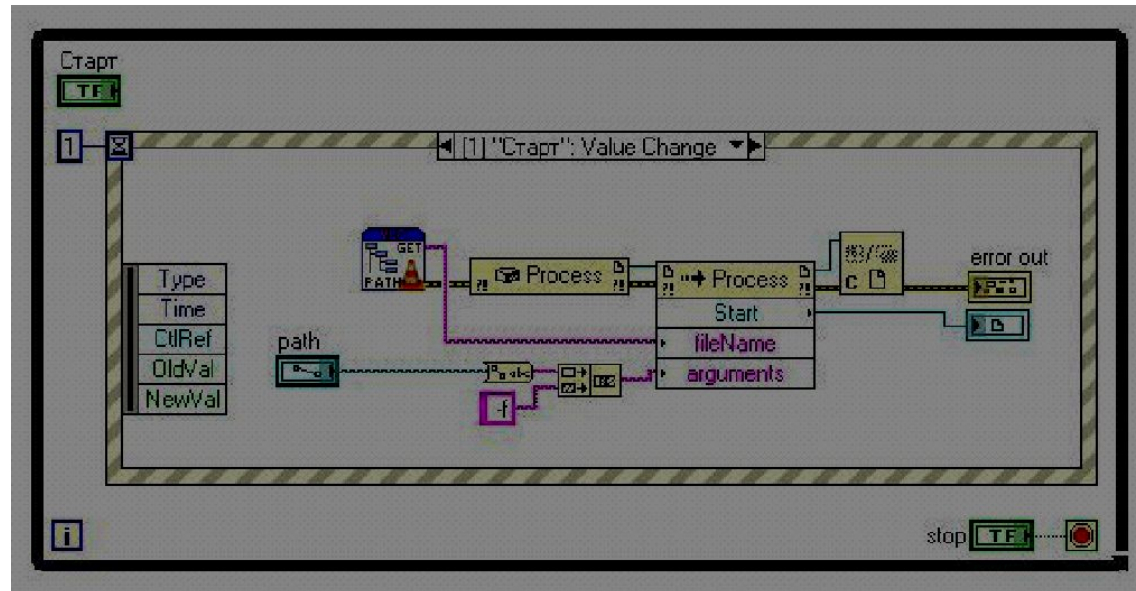 Старт
TF
1
[1] "Старт": Value Change
GET
PATH
Process
Process
error out
Type
Time
CtlRef
OldVal
NewVal
path
Start
fileName
arguments
C
abc
-f
i
stop
TF